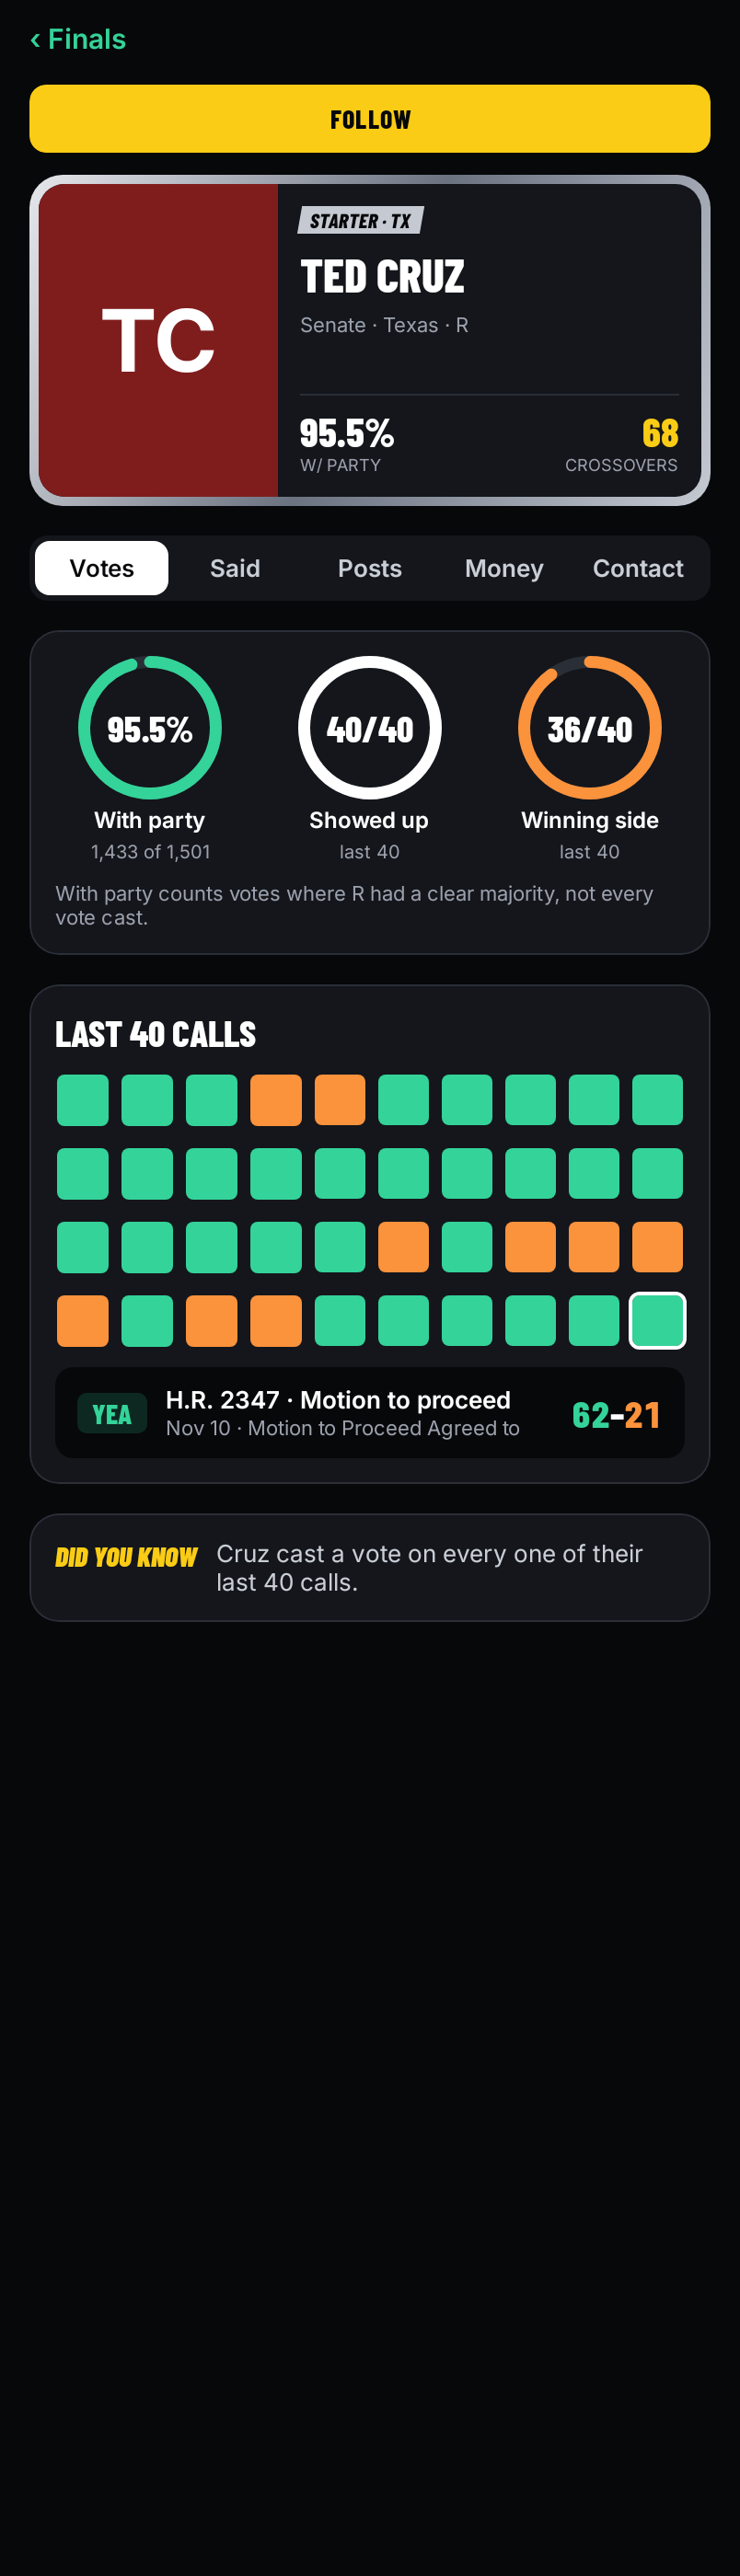 ‹ Finals
FOLLOW
TC
STARTER · TX
TED CRUZ
Senate · Texas · R
95.5%
W/ PARTY
68
CROSSOVERS
Votes
Said
Posts
Money
Contact
95.5%
With party
1,433 of 1,501
40/40
Showed up
last 40
36/40
Winning side
last 40
With party counts votes where R had a clear majority, not every
vote cast.
LAST 40 CALLS
YEA
H.R. 2347 · Motion to proceed
Nov 10 · Motion to Proceed Agreed to
62-21
DID YOU KNOW
Cruz cast a vote on every one of their
last 40 calls.